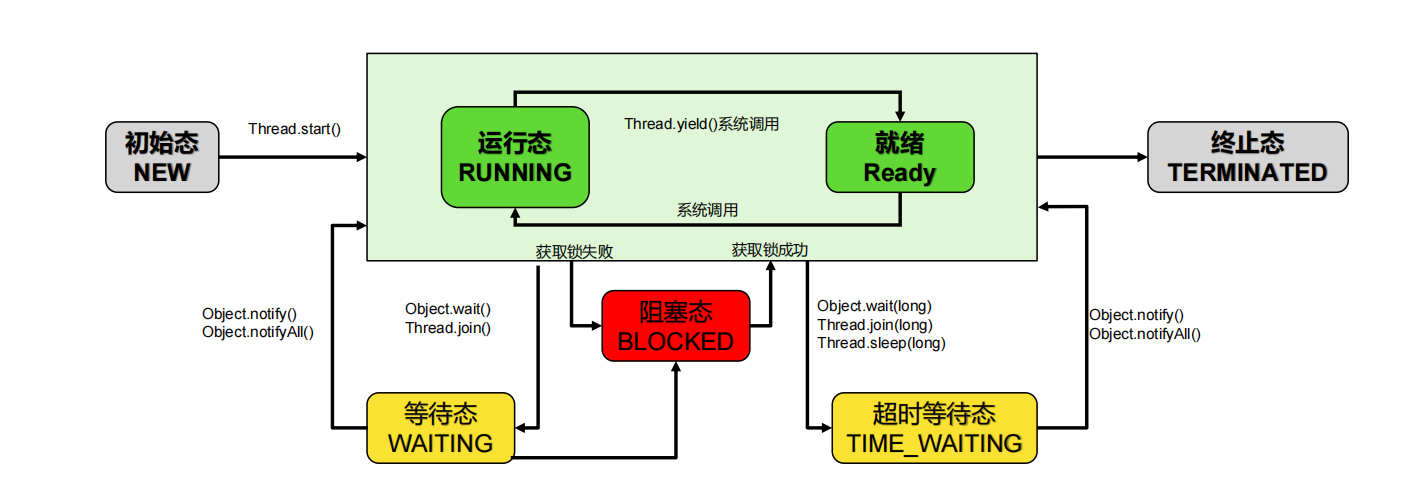 初始态
NEW
Thread.start()
运行态
RUNNING
Thread.yield()系统调用
就绪
Ready
系统调用
终止态
TERMINATED
获取锁失败
获取锁成功
Object.notify()
Object.notifyAll()
Object.wait()
Thread.join()
阻塞态
BLOCKED
Object.wait(long)
Thread.join(long)
Thread.sleep(long)
Object.notify()
Object.notifyAll()
等待态
WAITING
超时等待态
TIME_WAITING